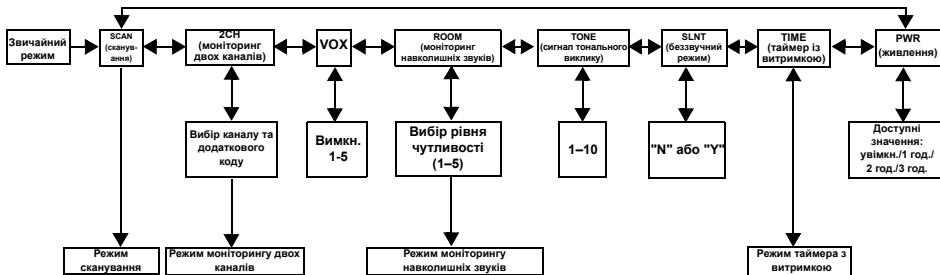 Звичайний
режим
SCAN
(сканув-
ання)
2CH
(моніторинг
двох каналів)
VOX
ROOM
(моніторинг
навколишніх звуків)
TONE
(сигнал тонального
виклику)
SLNT
(беззвучний
режим)
TIME
(таймер із
витримкою)
PWR
(живлення)
Вибір каналу та
додаткового
коду
Вимкн.
1-5
Вибір рівня
чутливості
(1–5)
1–10
"N" або "Y"
Доступні
значення:
увімкн./1 год./
2 год./3 год.
Режим
сканування
Режим моніторингу двох
каналів
Режим моніторингу
навколишніх звуків
Режим таймера з
витримкою